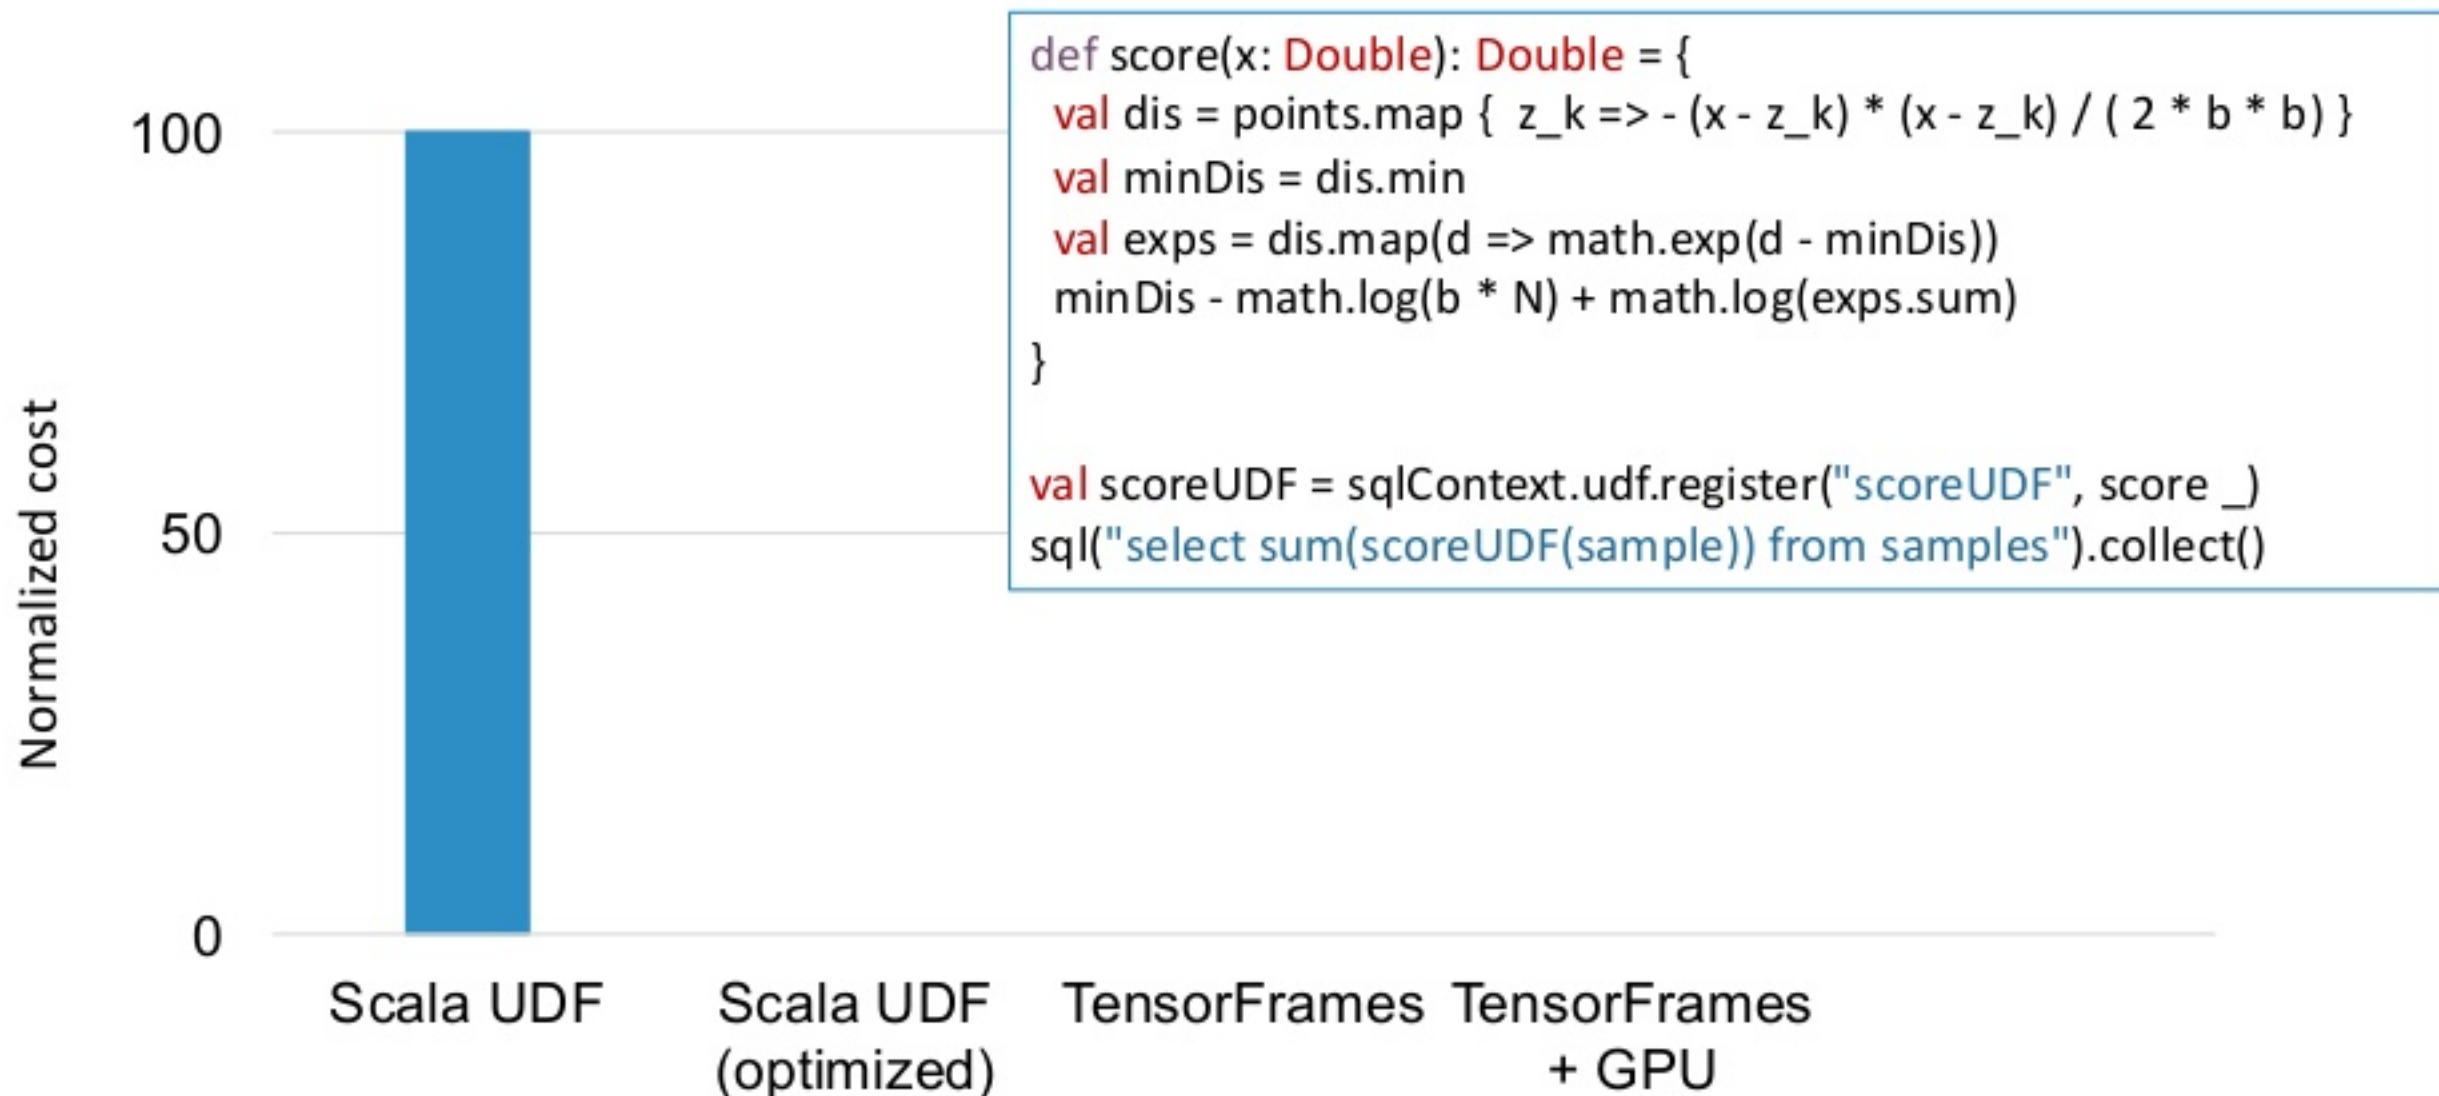 def score(x: Double): Double = {
val dis = points.map { z_k => - (x - z_k) * (x - z_k) / ( 2 * b * b) }
val minDis = dis.min
val exps = dis.map(d => math.exp(d - minDis))
minDis - math.log(b * N) + math.log(exps.sum)
}
val scoreUDF = sqlContext.udf.register("scoreUDF", score _)
sql("select sum(scoreUDF(sample)) from samples").collect()
Normalized cost
100
50
0
Scala UDF
Scala UDF
(optimized)
TensorFrames
TensorFrames
+ GPU